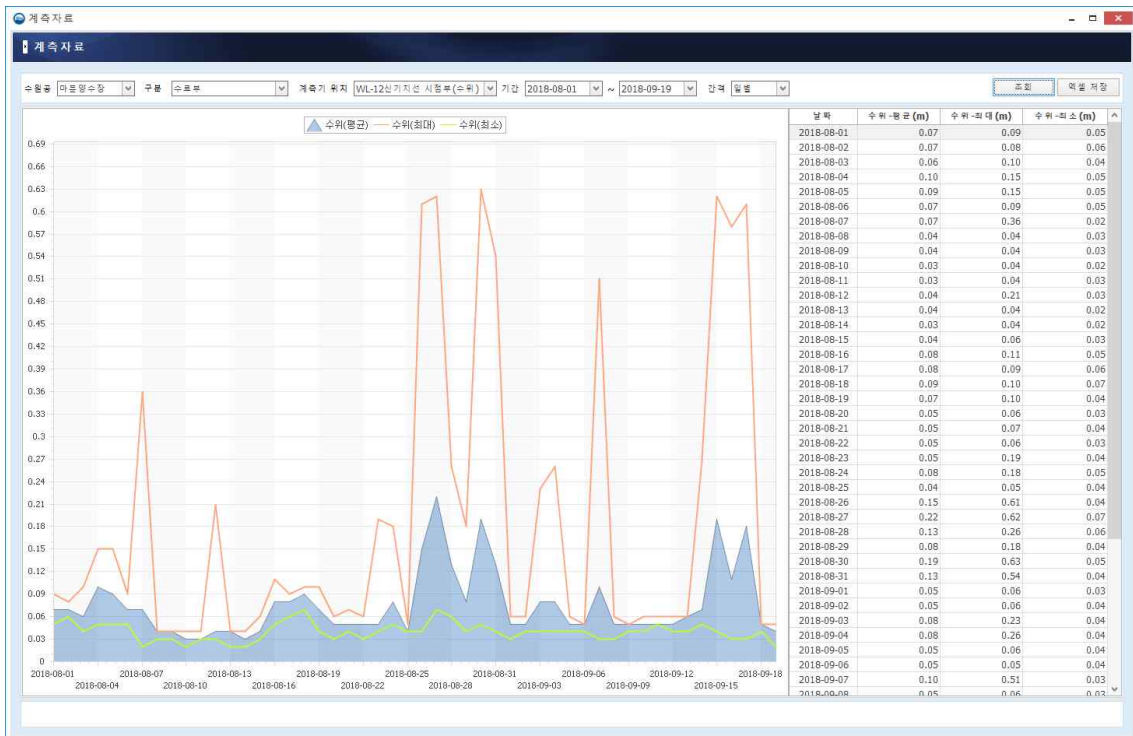 계측자료
계측자료
수원공 마문양수장 구분 수로부 계측기 위치 WL-12신기지선 시점부(수위) 기간 2018-08-01 ~ 2018-09-19 간격 일별 조회 엑셀 저장
수위(평균) 수위(최대) 수위(최소)
0.69
0.66
0.63
0.6
0.57
0.54
0.51
0.48
0.45
0.42
0.39
0.36
0.33
0.3
0.27
0.24
0.21
0.18
0.15
0.12
0.09
0.06
0.03
0
2018-08-01 2018-08-07 2018-08-13 2018-08-19 2018-08-25 2018-08-31 2018-09-06 2018-09-12 2018-09-18
2018-08-04 2018-08-10 2018-08-16 2018-08-22 2018-08-28 2018-09-03 2018-09-09 2018-09-15
날짜 수위-평균(m) 수위-최대(m) 수위-최소(m)
2018-08-01 0.07 0.09 0.05
2018-08-02 0.07 0.08 0.06
2018-08-03 0.06 0.10 0.04
2018-08-04 0.10 0.15 0.05
2018-08-05 0.09 0.15 0.05
2018-08-06 0.07 0.09 0.05
2018-08-07 0.07 0.36 0.02
2018-08-08 0.04 0.04 0.03
2018-08-09 0.04 0.04 0.03
2018-08-10 0.03 0.04 0.02
2018-08-11 0.03 0.04 0.03
2018-08-12 0.04 0.21 0.03
2018-08-13 0.04 0.04 0.02
2018-08-14 0.03 0.04 0.02
2018-08-15 0.04 0.06 0.03
2018-08-16 0.08 0.11 0.05
2018-08-17 0.08 0.09 0.06
2018-08-18 0.09 0.10 0.07
2018-08-19 0.07 0.10 0.04
2018-08-20 0.05 0.06 0.03
2018-08-21 0.05 0.07 0.04
2018-08-22 0.05 0.06 0.03
2018-08-23 0.05 0.19 0.04
2018-08-24 0.08 0.18 0.05
2018-08-25 0.04 0.05 0.04
2018-08-26 0.15 0.61 0.04
2018-08-27 0.22 0.62 0.07
2018-08-28 0.13 0.26 0.06
2018-08-29 0.08 0.18 0.04
2018-08-30 0.19 0.63 0.05
2018-08-31 0.13 0.54 0.04
2018-09-01 0.05 0.06 0.03
2018-09-02 0.05 0.06 0.04
2018-09-03 0.08 0.23 0.04
2018-09-04 0.08 0.26 0.04
2018-09-05 0.05 0.06 0.04
2018-09-06 0.05 0.05 0.04
2018-09-07 0.10 0.51 0.03
2018-09-08 0.05 0.06 0.03